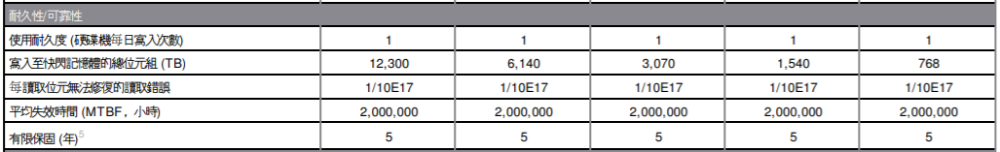 耐久性/可靠性
使用耐久度 (硬碟機每日寫入次數) 1 1 1 1 1
寫入至快閃記憶體的總位元組 (TB) 12,300 6,140 3,070 1,540 768
每讀取位元無法修復的讀取錯誤 1/10E17 1/10E17 1/10E17 1/10E17 1/10E17
平均失效時間 (MTBF，小時) 2,000,000 2,000,000 2,000,000 2,000,000 2,000,000
有限保固 (年)5 5 5 5 5 5